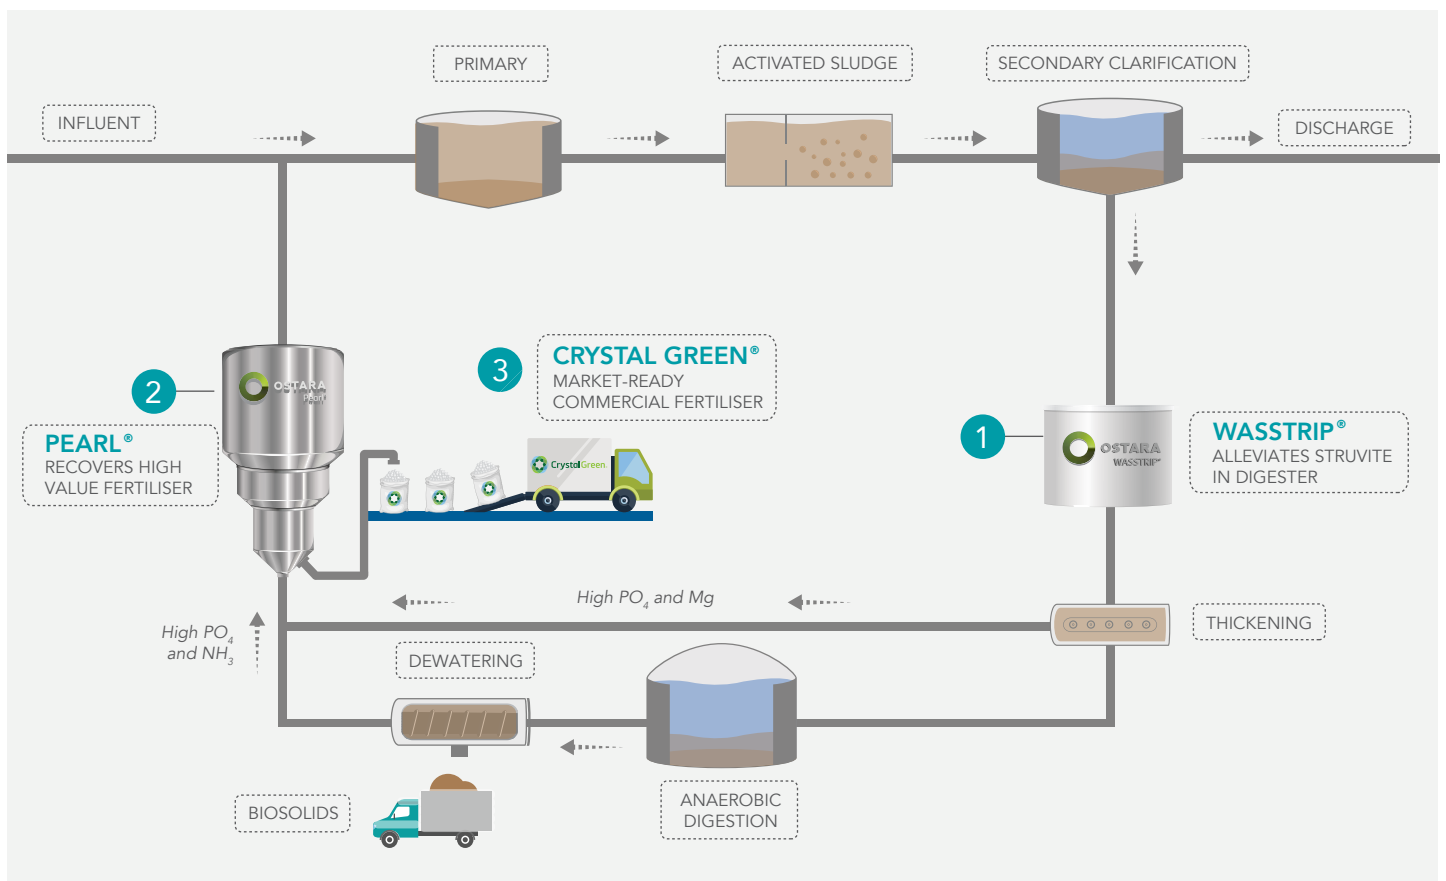 PRIMARY
ACTIVATED SLUDGE
SECONDARY CLARIFICATION
INFLUENT
DISCHARGE
3
CRYSTAL GREEN®
MARKET-READY
COMMERCIAL FERTILISER
2
OSTARA
Pearl
PEARL®
RECOVERS HIGH
VALUE FERTILISER
CrystalGreen.
1
OSTARA
WASSTRIP®
WASSTRIP®
ALLEVIATES STRUVITE
IN DIGESTER
High PO₄ and Mg
THICKENING
High PO₄
and NH₃
DEWATERING
BIOSOLIDS
ANAEROBIC
DIGESTION